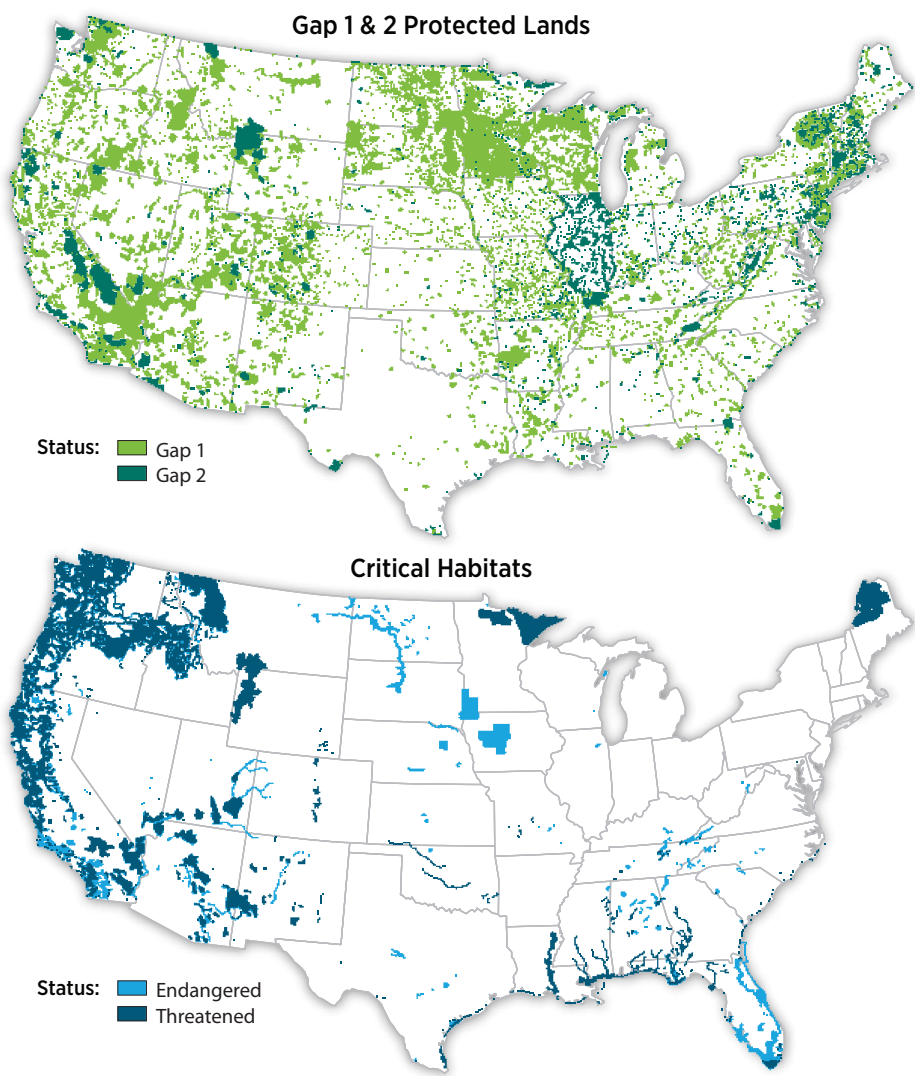 Gap 1 & 2 Protected Lands
Status:
Gap 1
Gap 2
Critical Habitats
Status:
Endangered
Threatened